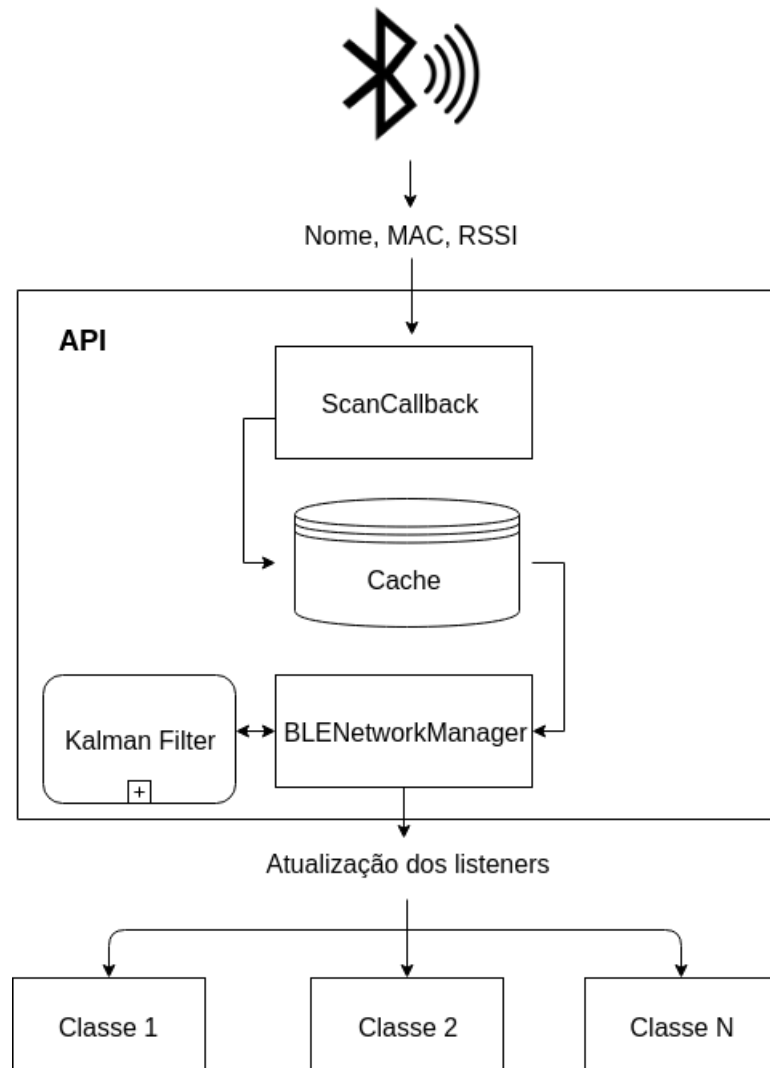 Nome, MAC, RSSI
API
ScanCallback
Cache
Kalman Filter
+
BLENetworkManager
Atualização dos listeners
Classe 1
Classe 2
Classe N